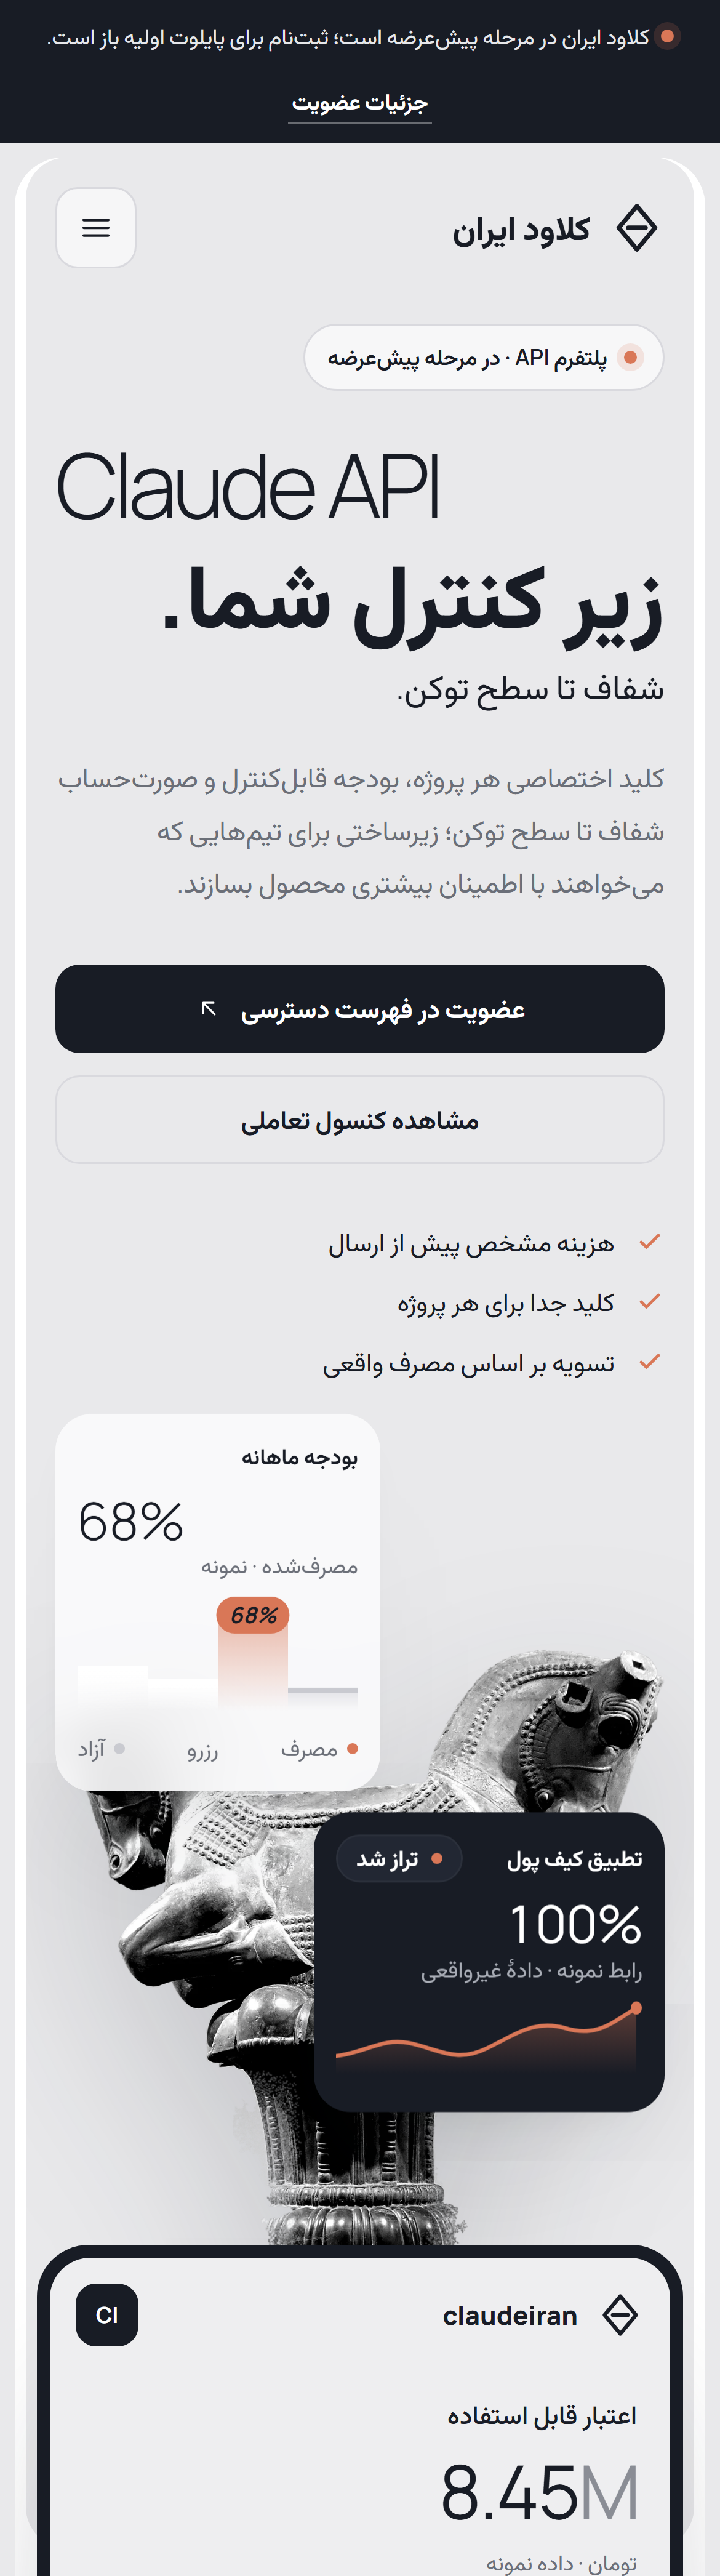 کلاود ایران در مرحله پیش‌عرضه است؛ ثبت‌نام برای پایلوت اولیه باز است.
جزئیات عضویت
کلاود ایران
پلتفرم API · در مرحله پیش‌عرضه
Claude API
زیر کنترل شما.
شفاف تا سطح توکن.
کلید اختصاصی هر پروژه، بودجه قابل‌کنترل و صورت‌حساب
شفاف تا سطح توکن؛ زیرساختی برای تیم‌هایی که
می‌خواهند با اطمینان بیشتری محصول بسازند.
عضویت در فهرست دسترسی
مشاهده کنسول تعاملی
هزینه مشخص پیش از ارسال
کلید جدا برای هر پروژه
تسویه بر اساس مصرف واقعی
بودجه ماهانه
68%
مصرف‌شده · نمونه
68%
مصرف رزرو آزاد
تطبیق کیف پول تراز شد
100%
رابط نمونه · دادهٔ غیرواقعی
claudeiran CI
اعتبار قابل استفاده
8.45M
تومان · داده نمونه